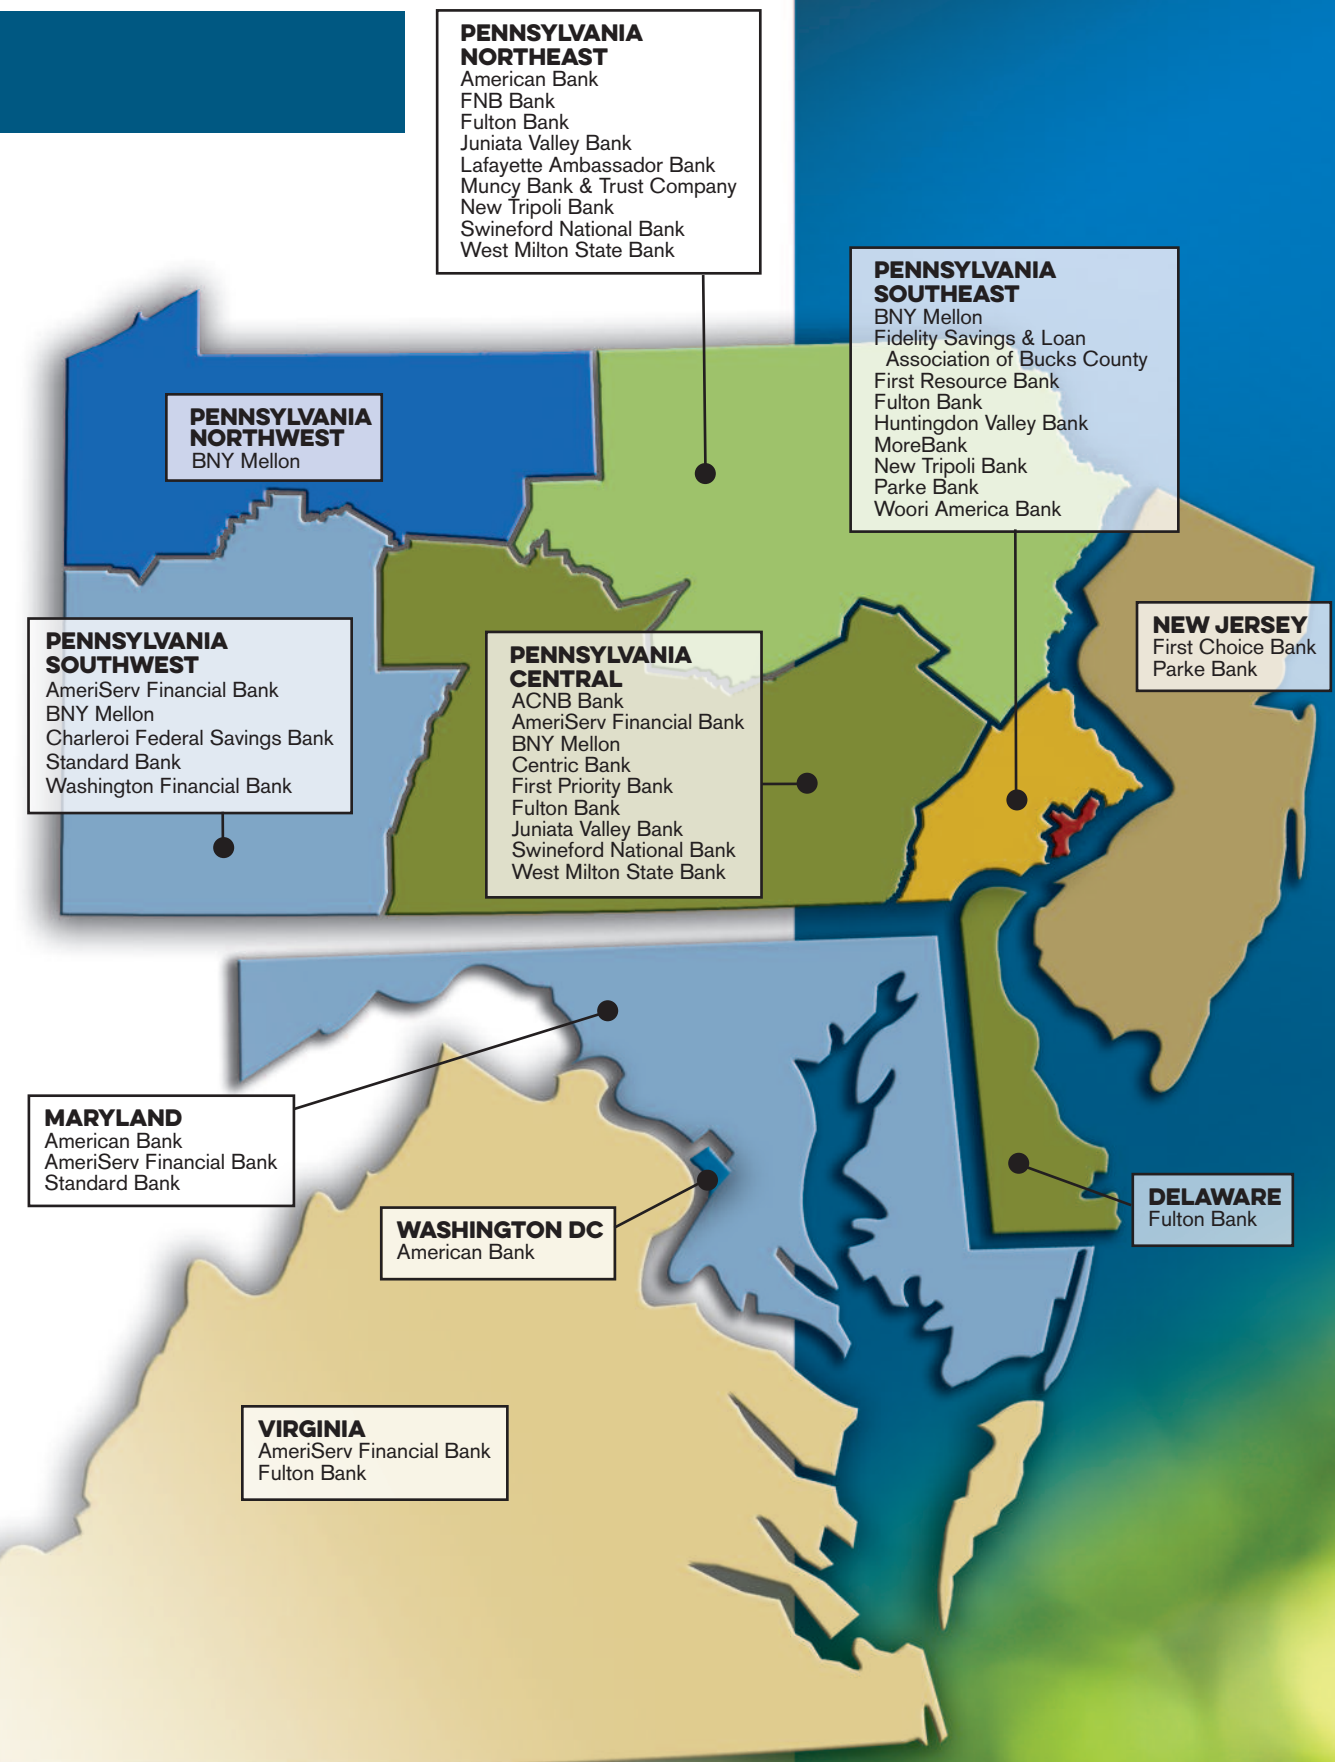 PENNSYLVANIA
NORTHEAST
American Bank
FNB Bank
Fulton Bank
Juniata Valley Bank
Lafayette Ambassador Bank
Muncy Bank & Trust Company
New Tripoli Bank
Swineford National Bank
West Milton State Bank
PENNSYLVANIA
SOUTHEAST
BNY Mellon
Fidelity Savings & Loan
Association of Bucks County
First Resource Bank
Fulton Bank
Huntingdon Valley Bank
MoreBank
New Tripoli Bank
Parke Bank
Woori America Bank
PENNSYLVANIA
NORTHWEST
BNY Mellon
PENNSYLVANIA
SOUTHWEST
AmeriServ Financial Bank
BNY Mellon
Charleroi Federal Savings Bank
Standard Bank
Washington Financial Bank
PENNSYLVANIA
CENTRAL
ACNB Bank
AmeriServ Financial Bank
BNY Mellon
Centric Bank
First Priority Bank
Fulton Bank
Juniata Valley Bank
Swineford National Bank
West Milton State Bank
NEW JERSEY
First Choice Bank
Parke Bank
MARYLAND
American Bank
AmeriServ Financial Bank
Standard Bank
WASHINGTON DC
American Bank
DELAWARE
Fulton Bank
VIRGINIA
AmeriServ Financial Bank
Fulton Bank